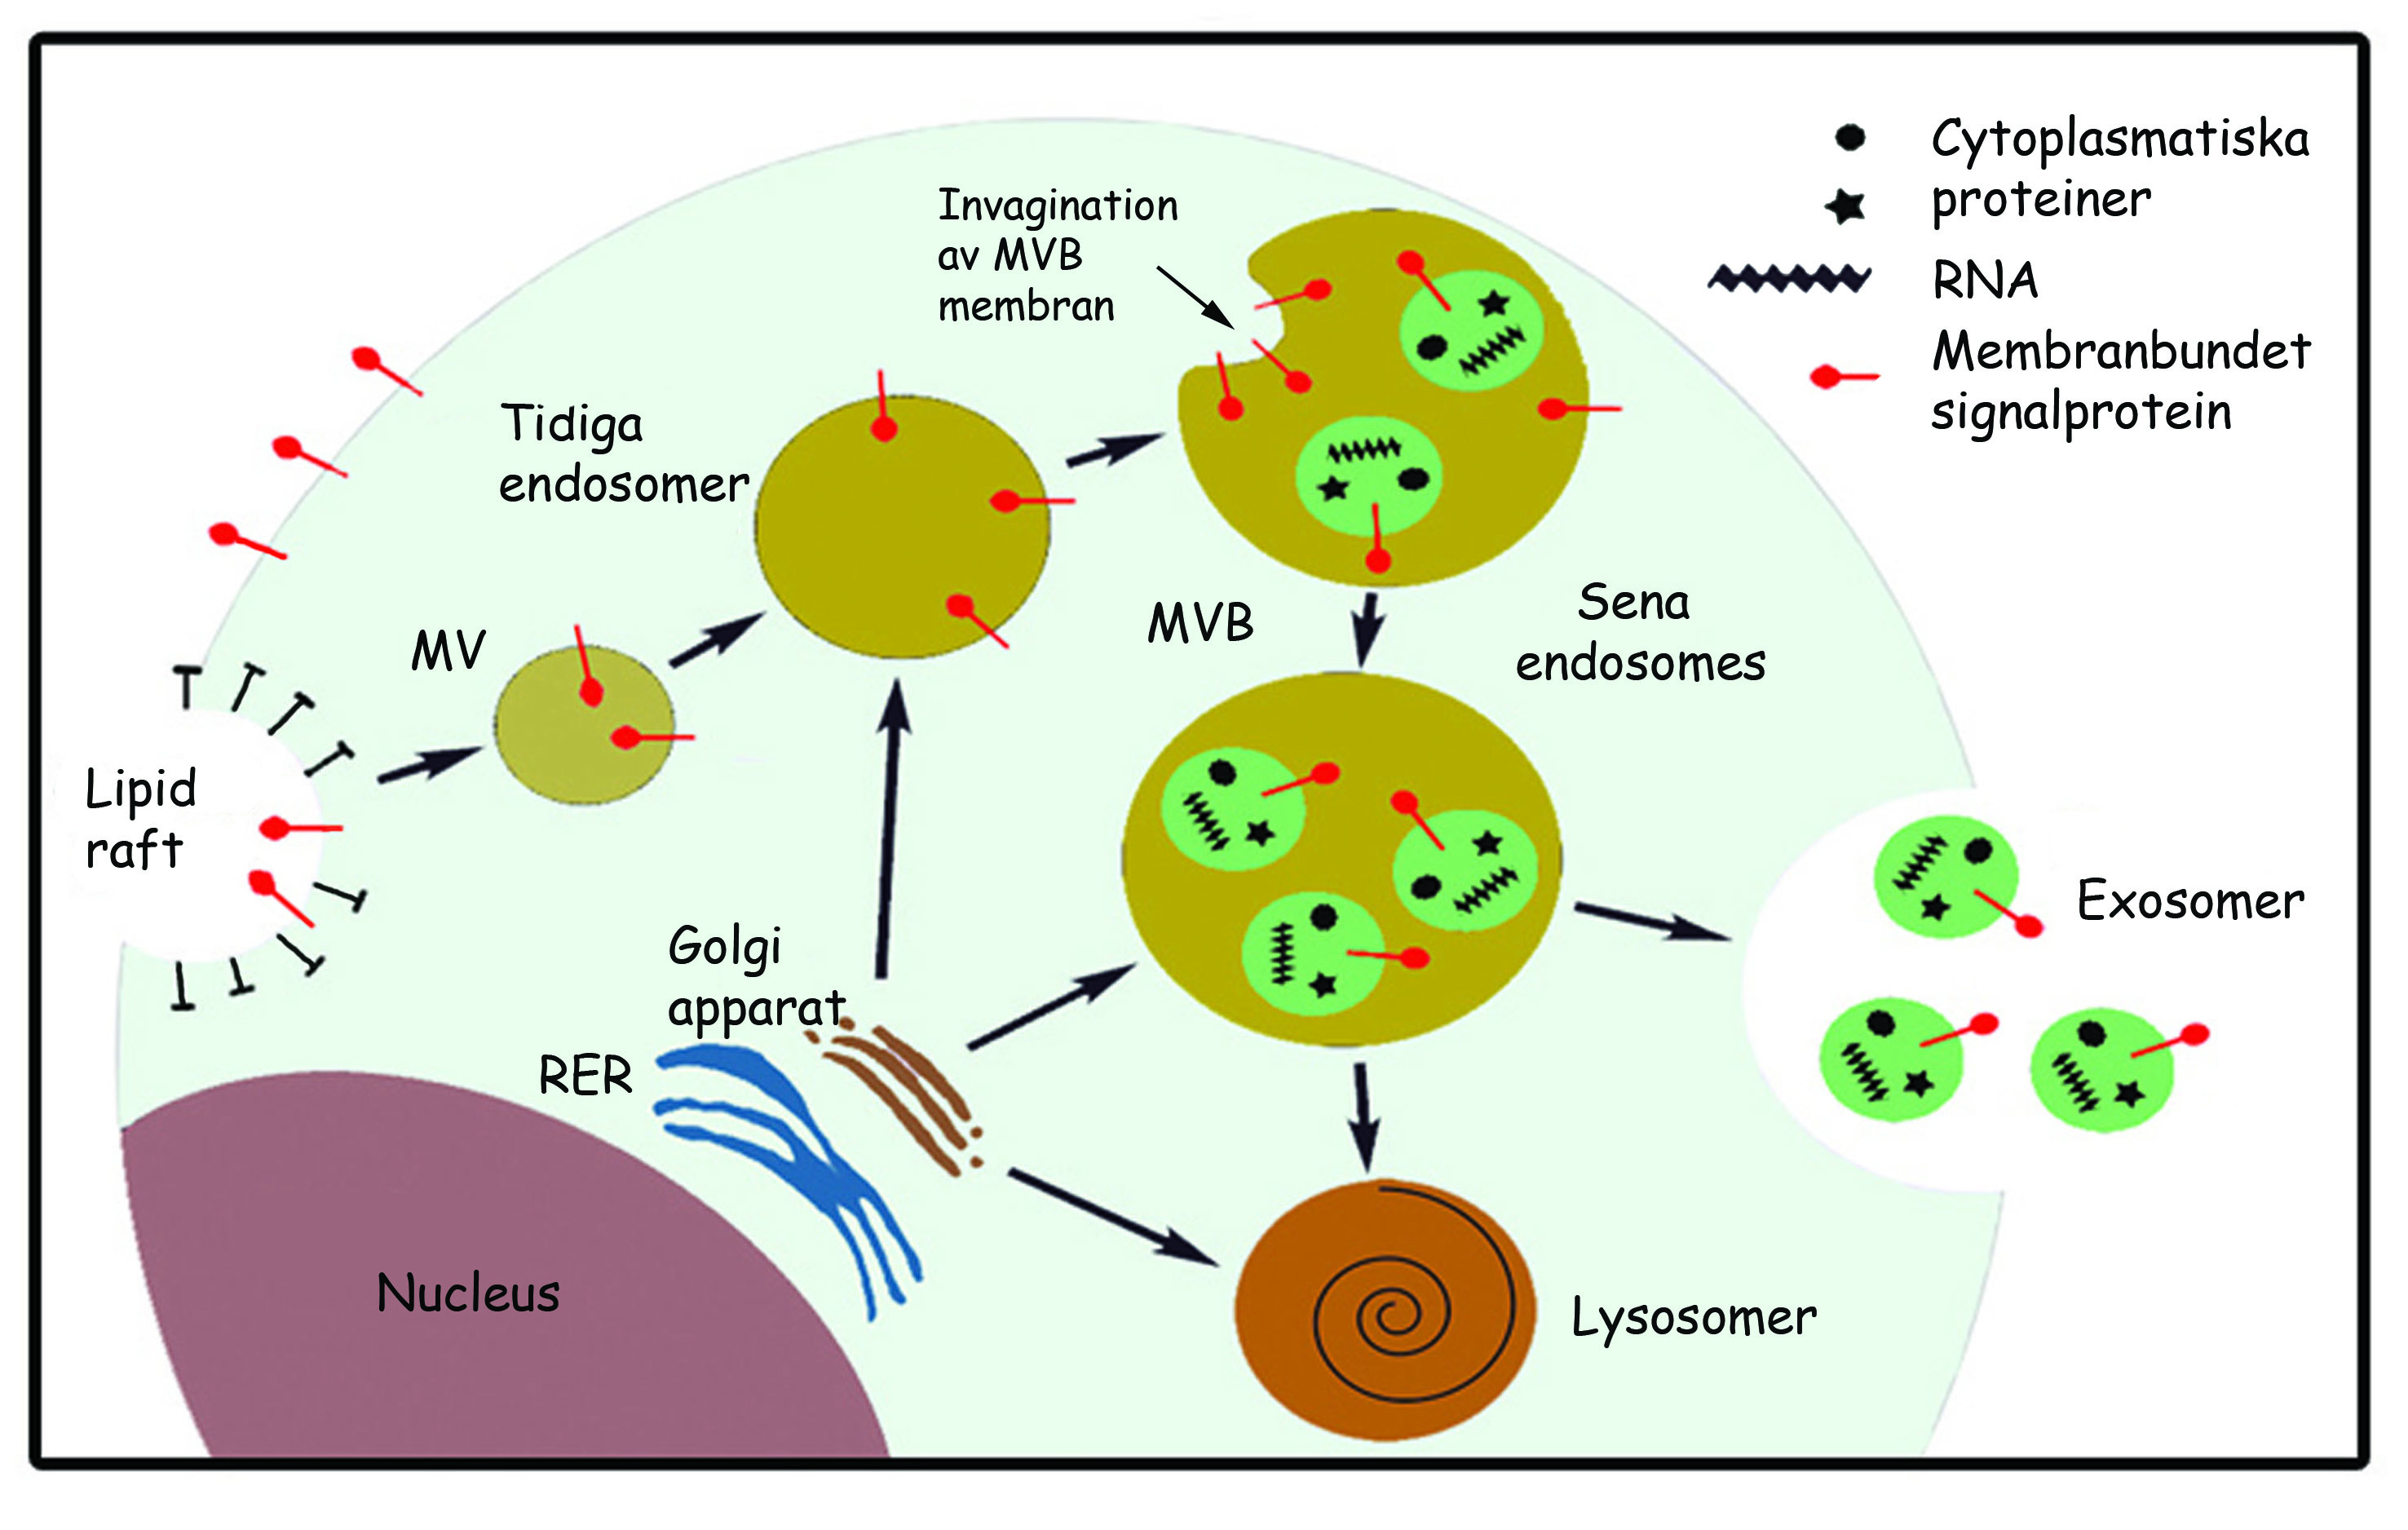 Cytoplasmatiska
proteiner
RNA
Membranbundet
signalprotein
Invagination
av MVB
membran
Tidiga
endosomer
MV
MVB
Sena
endosomes
Lipid
raft
Exosomer
Golgi
apparat
RER
Nucleus
Lysosomer